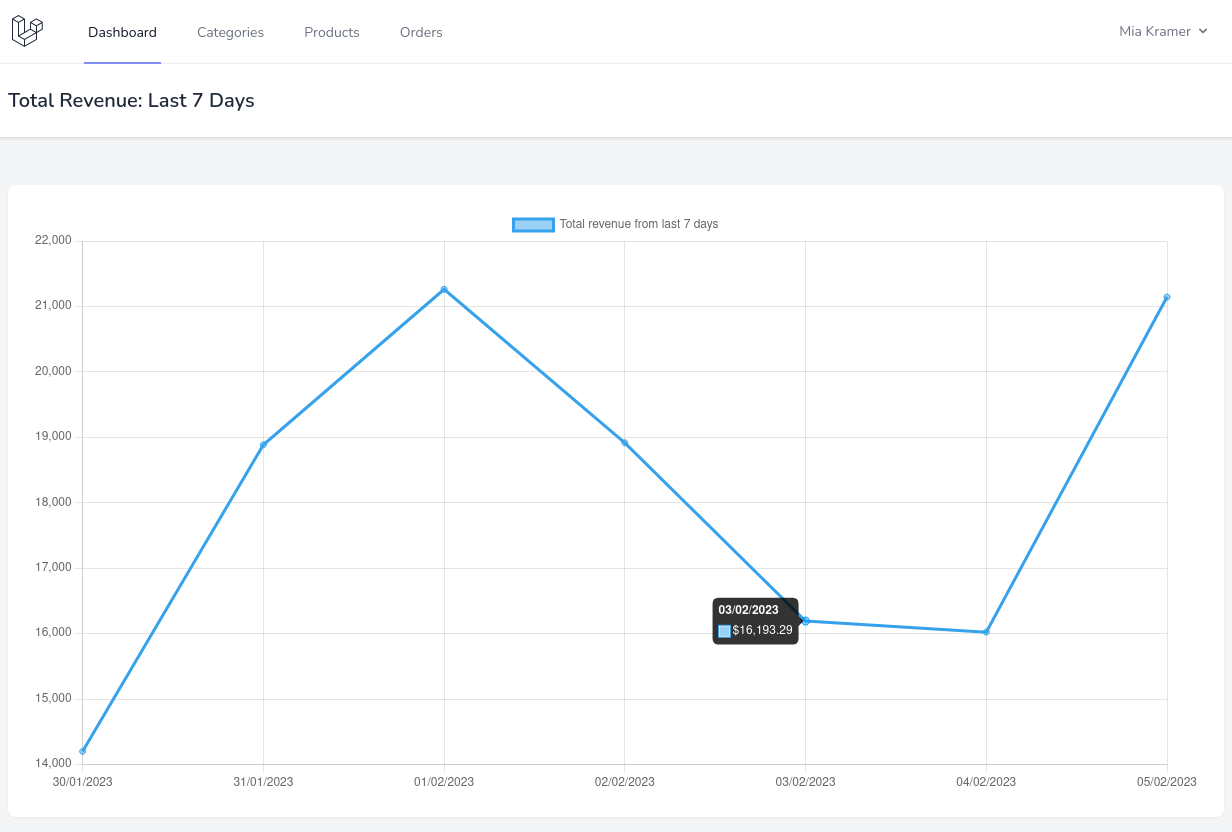 Dashboard Categories Products Orders Mia Kramer
Total Revenue: Last 7 Days
Total revenue from last 7 days
22,000
21,000
20,000
19,000
18,000
17,000
16,000
15,000
14,000
03/02/2023
$16,193.29
30/01/2023 31/01/2023 01/02/2023 02/02/2023 03/02/2023 04/02/2023 05/02/2023